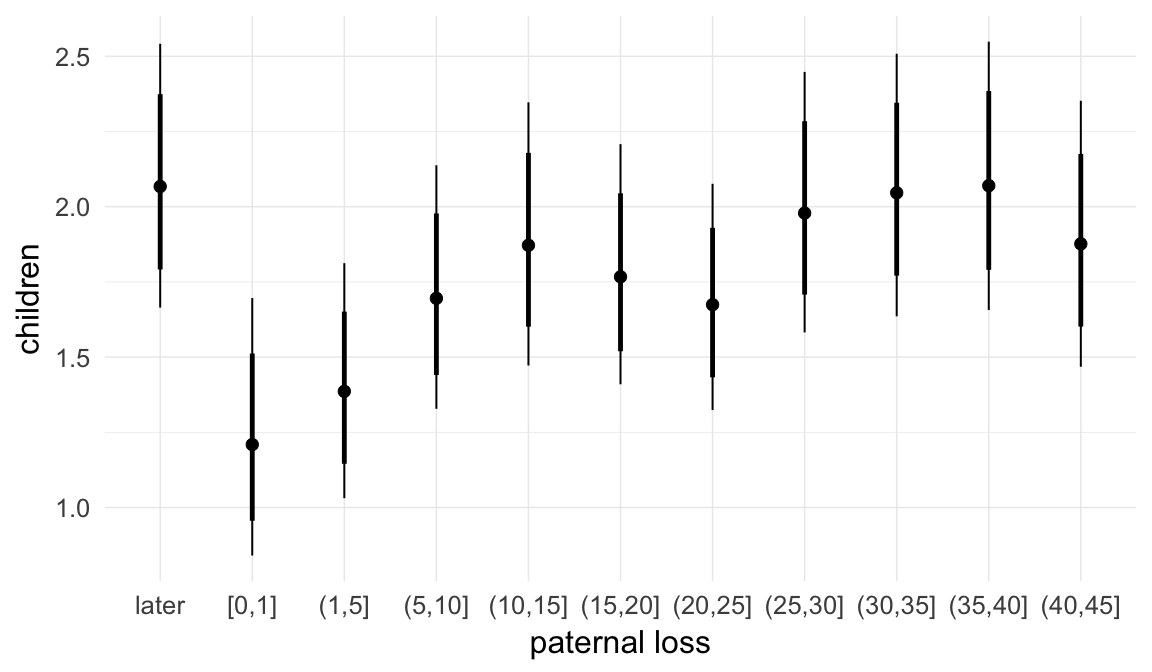 children
2.5
2.0
1.5
1.0
later [0,1] (1,5] (5,10] (10,15] (15,20] (20,25] (25,30] (30,35] (35,40] (40,45]
paternal loss